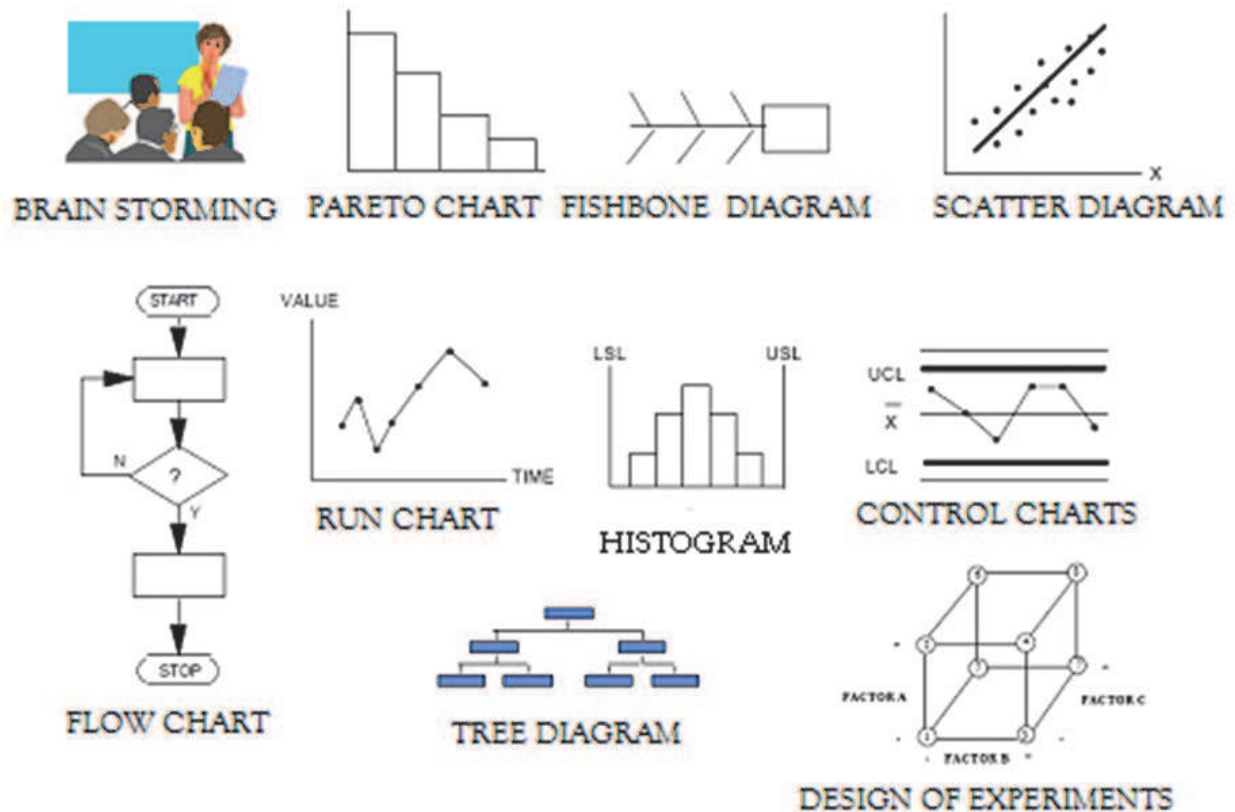 X
BRAIN STORMING
PARETO CHART
FISHBONE DIAGRAM
SCATTER DIAGRAM
START
N
?
Y
STOP
FLOW CHART
VALUE
TIME
RUN CHART
LSL
USL
HISTOGRAM
UCL
X
LCL
CONTROL CHARTS
TREE DIAGRAM
FACTOR A
FACTOR B
FACTOR C
DESIGN OF EXPERIMENTS